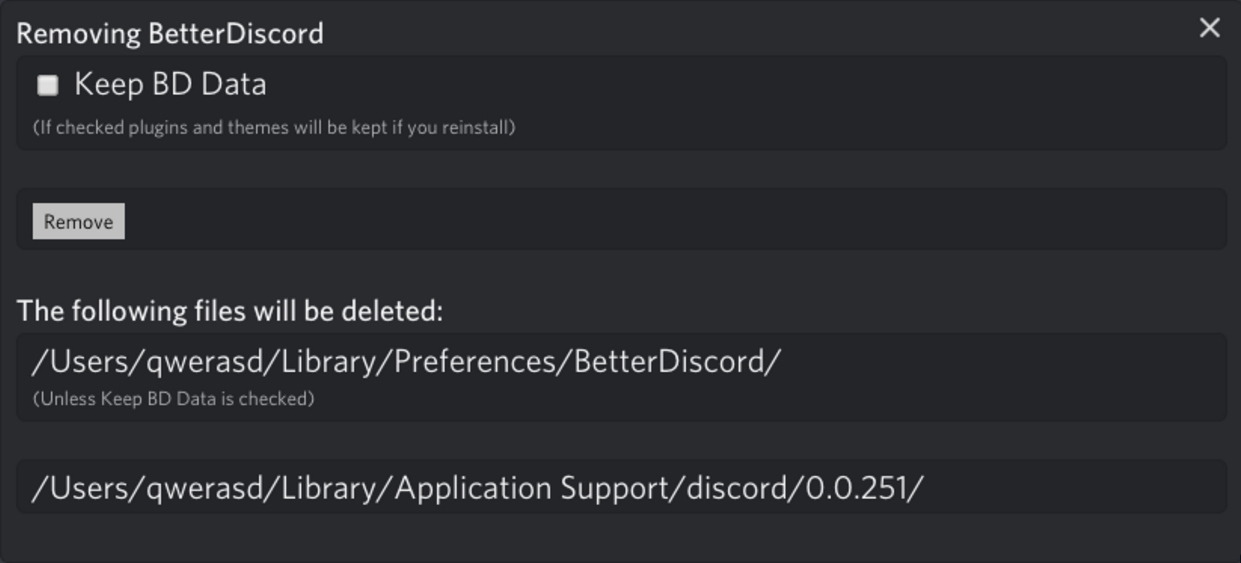 Removing BetterDiscord
Keep BD Data
(If checked plugins and themes will be kept if you reinstall)
Remove
The following files will be deleted:
/Users/qwerasd/Library/Preferences/BetterDiscord/
(Unless Keep BD Data is checked)
/Users/qwerasd/Library/Application Support/discord/0.0.251/